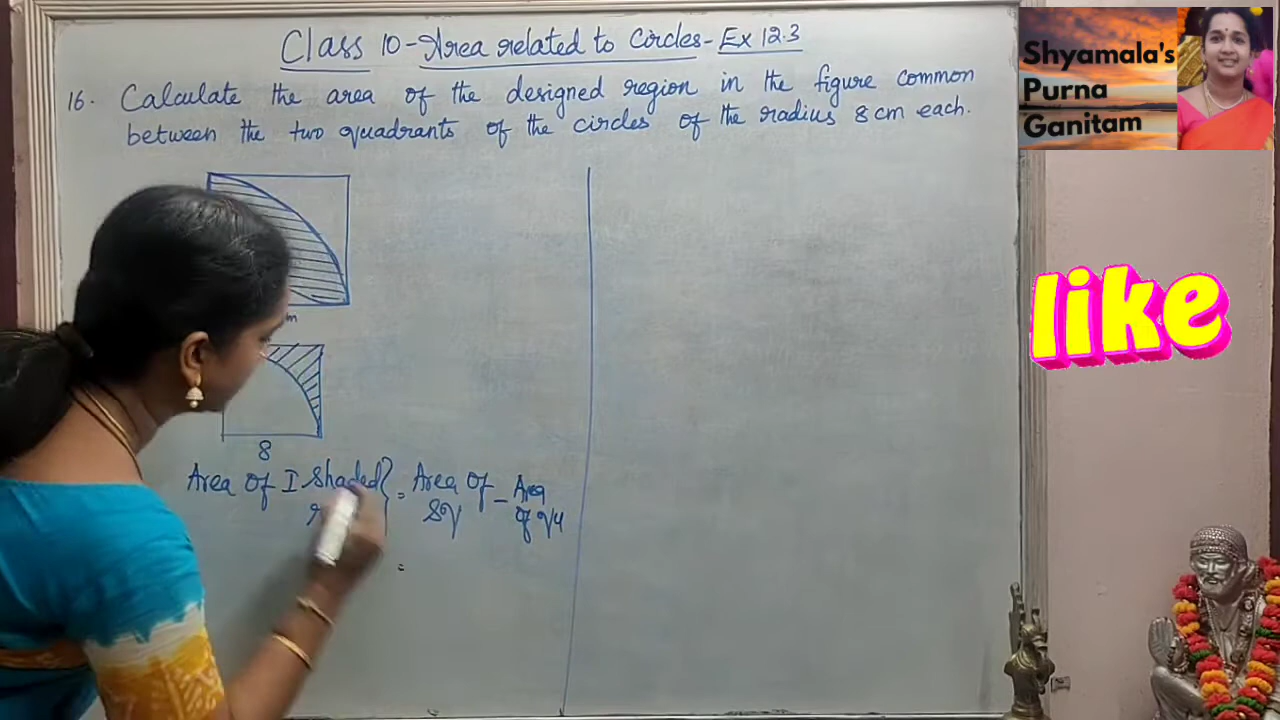 Class 10 - Area related to Circles - Ex 12.3
16. Calculate the area of the designed region in the figure common
between the two quadrants of the circles of the radius 8 cm each.
m
8
Area of I shaded } = Area of - Area
Sq of qu
=
Shyamala's
Purna
Ganitam
like